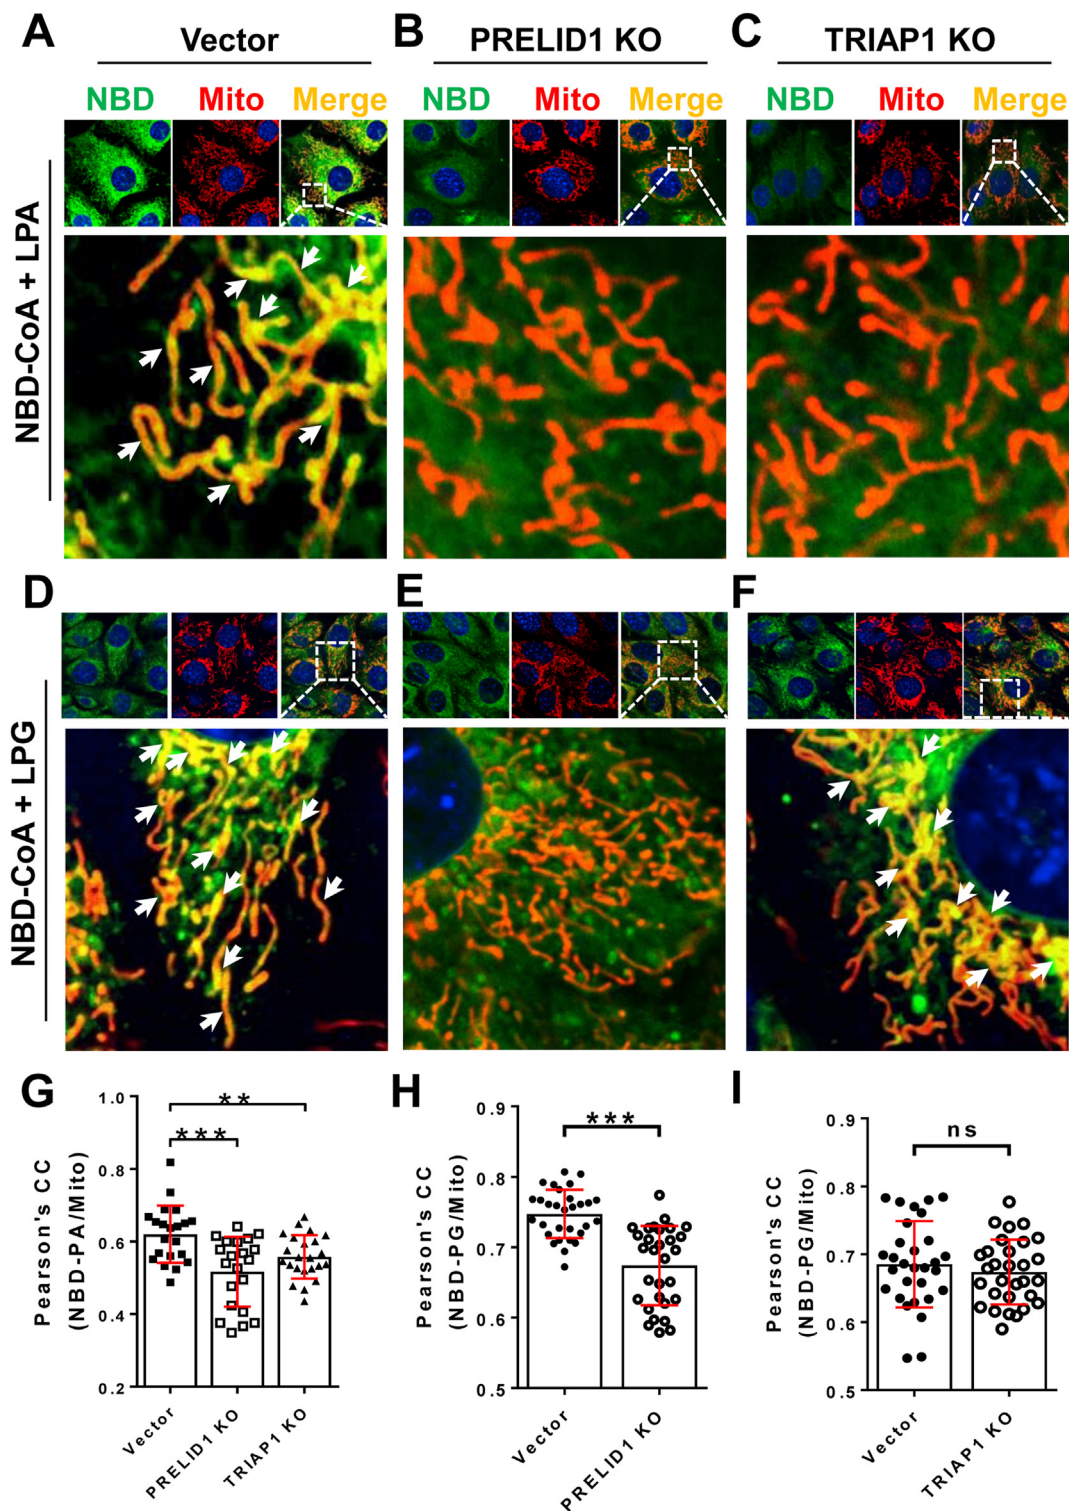 A Vector B PRELID1 KO C TRIAP1 KO
NBD Mito Merge NBD Mito Merge NBD Mito Merge
NBD-CoA + LPA
D E F
NBD-CoA + LPG
G H I
Pearson's CC
(NBD-PA/Mito)
1.0
0.8
0.6
0.4
0.2
**
***
Vector
PRELID1 KO
TRIAP1 KO
Pearson's CC
(NBD-PG/Mito)
0.9
0.8
0.7
0.6
0.5
***
Vector
PRELID1 KO
Pearson's CC
(NBD-PG/Mito)
0.9
0.8
0.7
0.6
0.5
ns
Vector
TRIAP1 KO